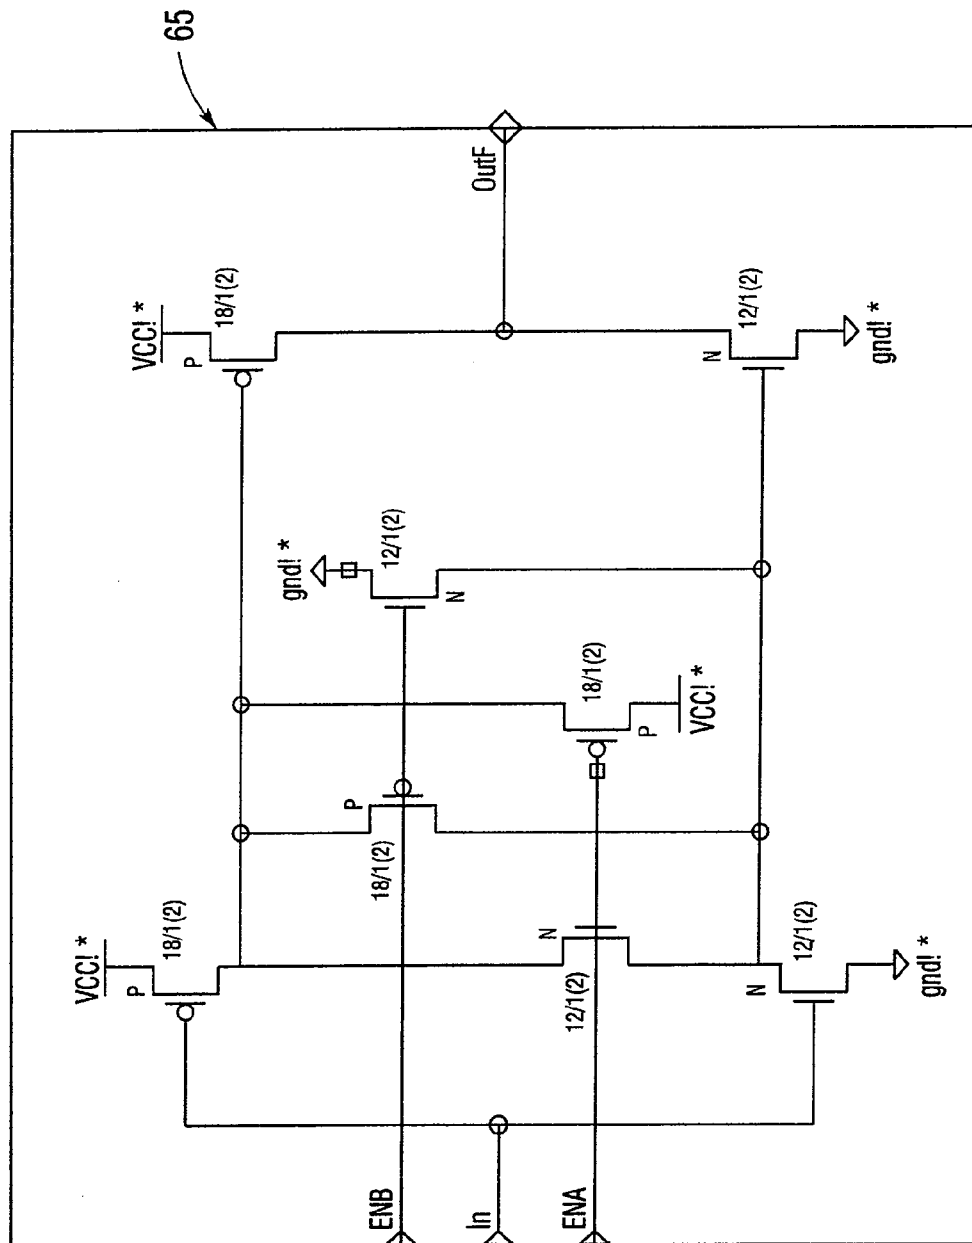 65
VCC! *
18/1(2)
P
OutF
gnd! *
12/1(2)
N
12/1(2)
N
gnd! *
18/1(2)
P
VCC! *
P
18/1(2)
VCC! *
18/1(2)
P
N
12/1(2)
12/1(2)
N
gnd! *
ENB
In
ENA